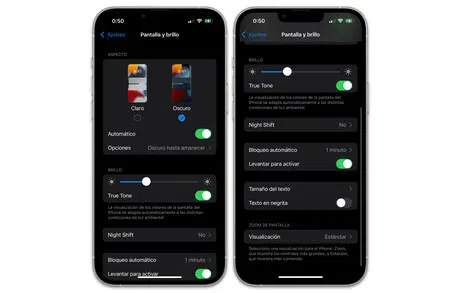 0:50
Ajustes
Pantalla y brillo
ASPECTO
Claro
Oscuro
Automático
Opciones
Oscuro hasta amanecer
BRILLO
True Tone
La visualización de los colores de la pantalla del
iPhone se adapta automáticamente a las distintas
condiciones de luz ambiental
Night Shift
No
Bloqueo automático
1 minuto
Levantar para activar
0:50
Ajustes
Pantalla y brillo
BRILLO
True Tone
La visualización de los colores de la pantalla del
iPhone se adapta automáticamente a las distintas
condiciones de luz ambiental
Night Shift
No
Bloqueo automático
1 minuto
Levantar para activar
Tamaño del texto
Texto en negrita
ZOOM DE PANTALLA
Visualización
Estándar
Selecciona una visualización para el iPhone: Zoom,
que muestra los controles más grandes, o Estándar,
que muestra más contenido.